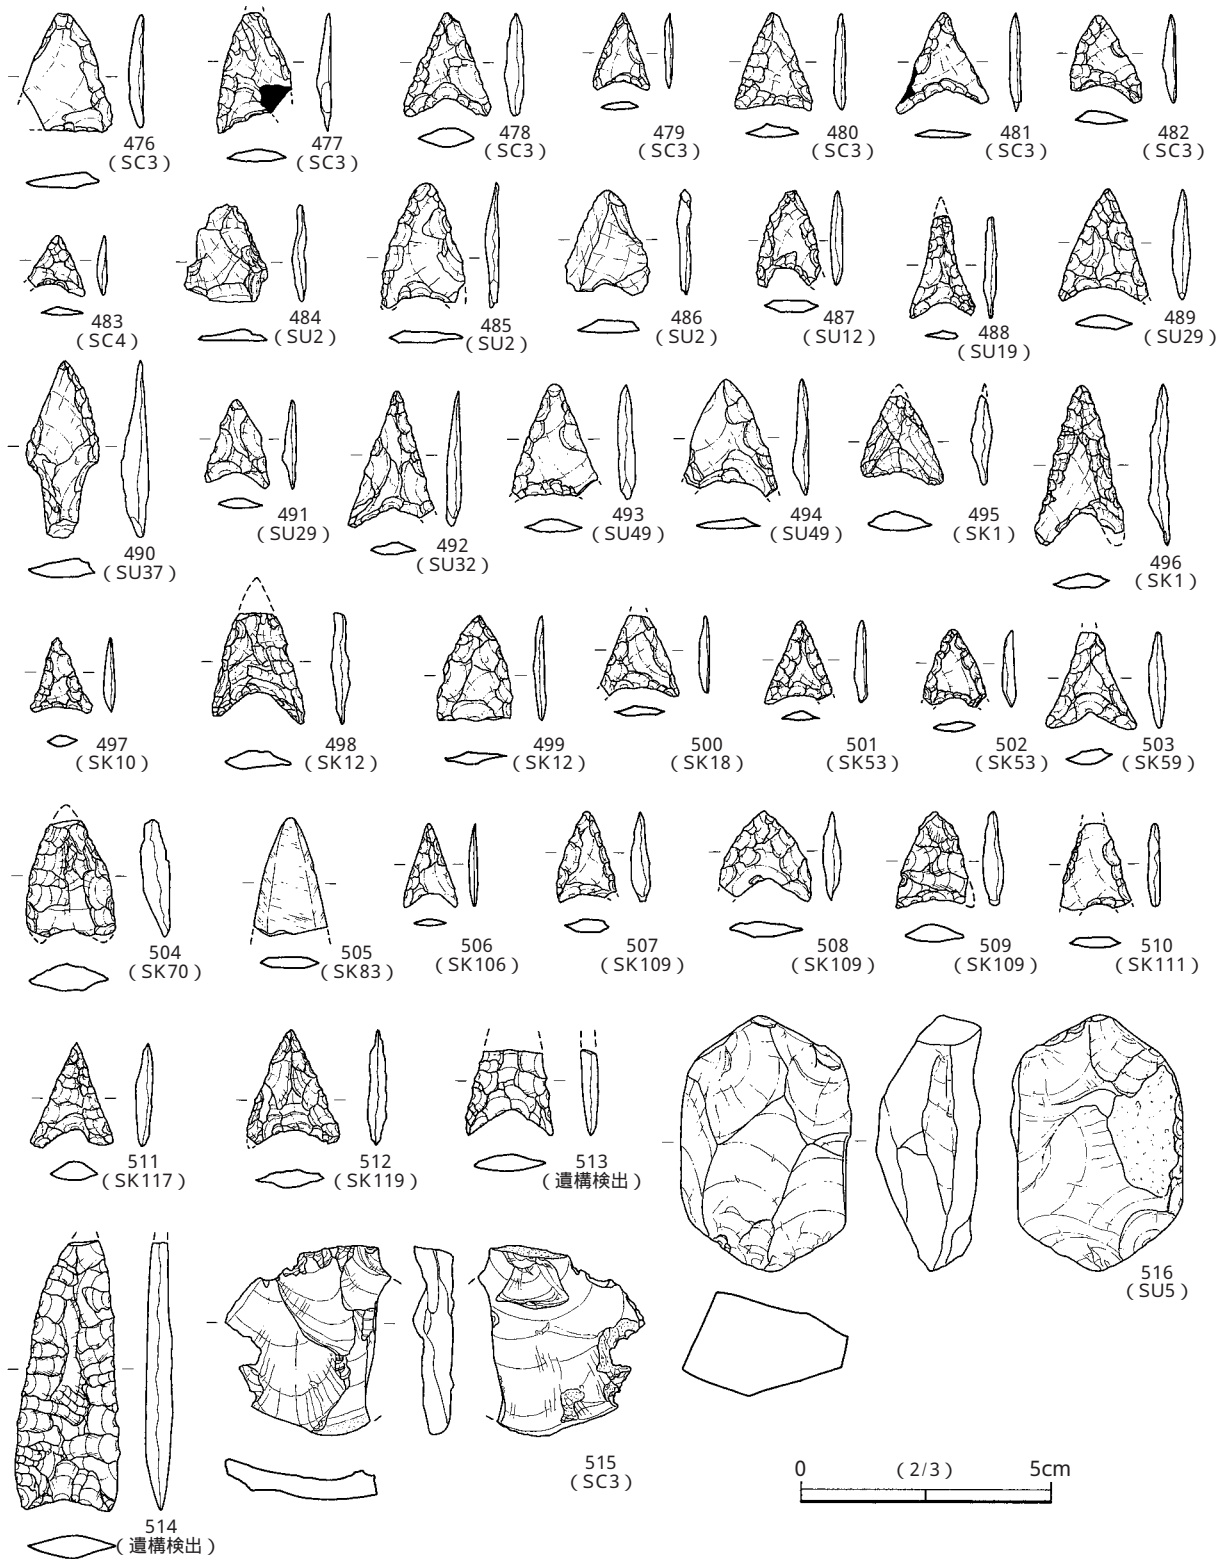 476
(SC3)
477
(SC3)
478
(SC3)
479
(SC3)
480
(SC3)
481
(SC3)
482
(SC3)
483
(SC4)
484
(SU2)
485
(SU2)
486
(SU2)
487
(SU12)
488
(SU19)
489
(SU29)
490
(SU37)
491
(SU29)
492
(SU32)
493
(SU49)
494
(SU49)
495
(SK1)
496
(SK1)
497
(SK10)
498
(SK12)
499
(SK12)
500
(SK18)
501
(SK53)
502
(SK53)
503
(SK59)
504
(SK70)
505
(SK83)
506
(SK106)
507
(SK109)
508
(SK109)
509
(SK109)
510
(SK111)
511
(SK117)
512
(SK119)
513
(遺構検出)
516
(SU5)
515
(SC3)
0 (2/3) 5cm
514
(遺構検出)